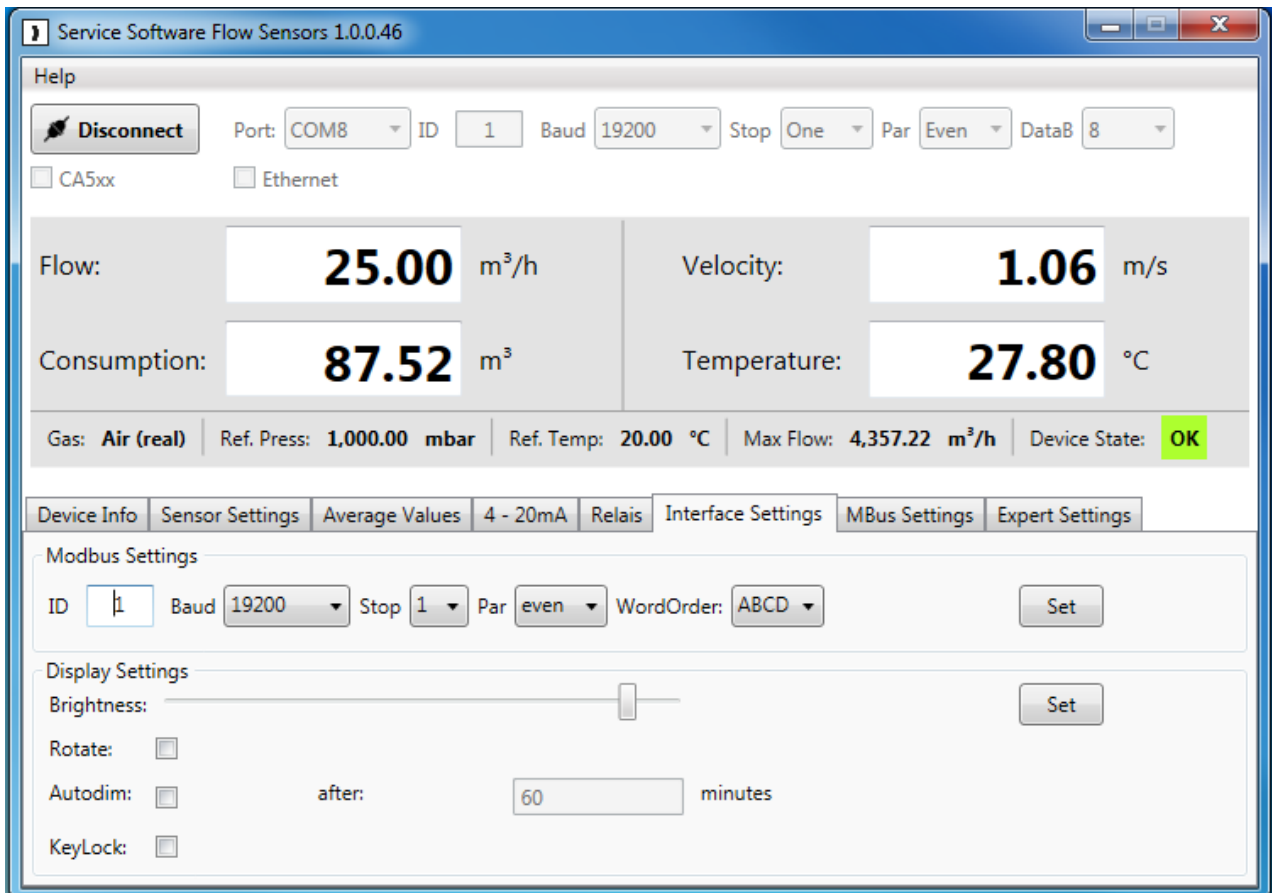 Service Software Flow Sensors 1.0.0.46
Help
Disconnect Port: COM8 ID 1 Baud 19200 Stop One Par Even DataB 8
CA5xx Ethernet
Flow: 25.00 m³/h Velocity: 1.06 m/s
Consumption: 87.52 m³ Temperature: 27.80 °C
Gas: Air (real) Ref. Press: 1,000.00 mbar Ref. Temp: 20.00 °C Max Flow: 4,357.22 m³/h Device State: OK
Device Info Sensor Settings Average Values 4 - 20mA Relais Interface Settings MBus Settings Expert Settings
Modbus Settings
ID 1 Baud 19200 Stop 1 Par even WordOrder: ABCD Set
Display Settings
Brightness: Set
Rotate:
Autodim: after: 60 minutes
KeyLock: